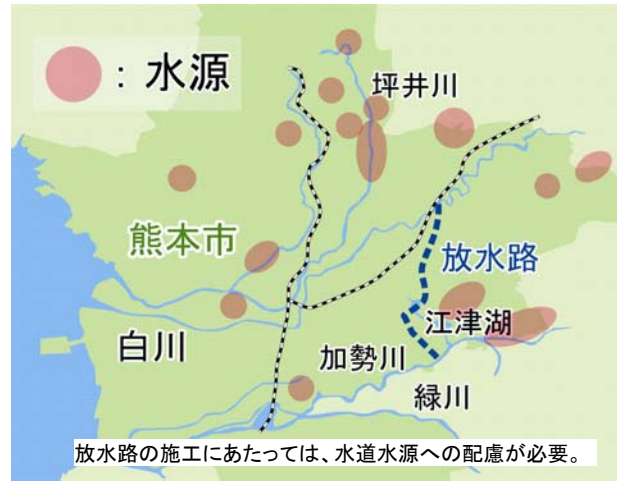 ：水源
坪井川
熊本市
放水路
江津湖
白川
加勢川
緑川
放水路の施工にあたっては、水道水源への配慮が必要。